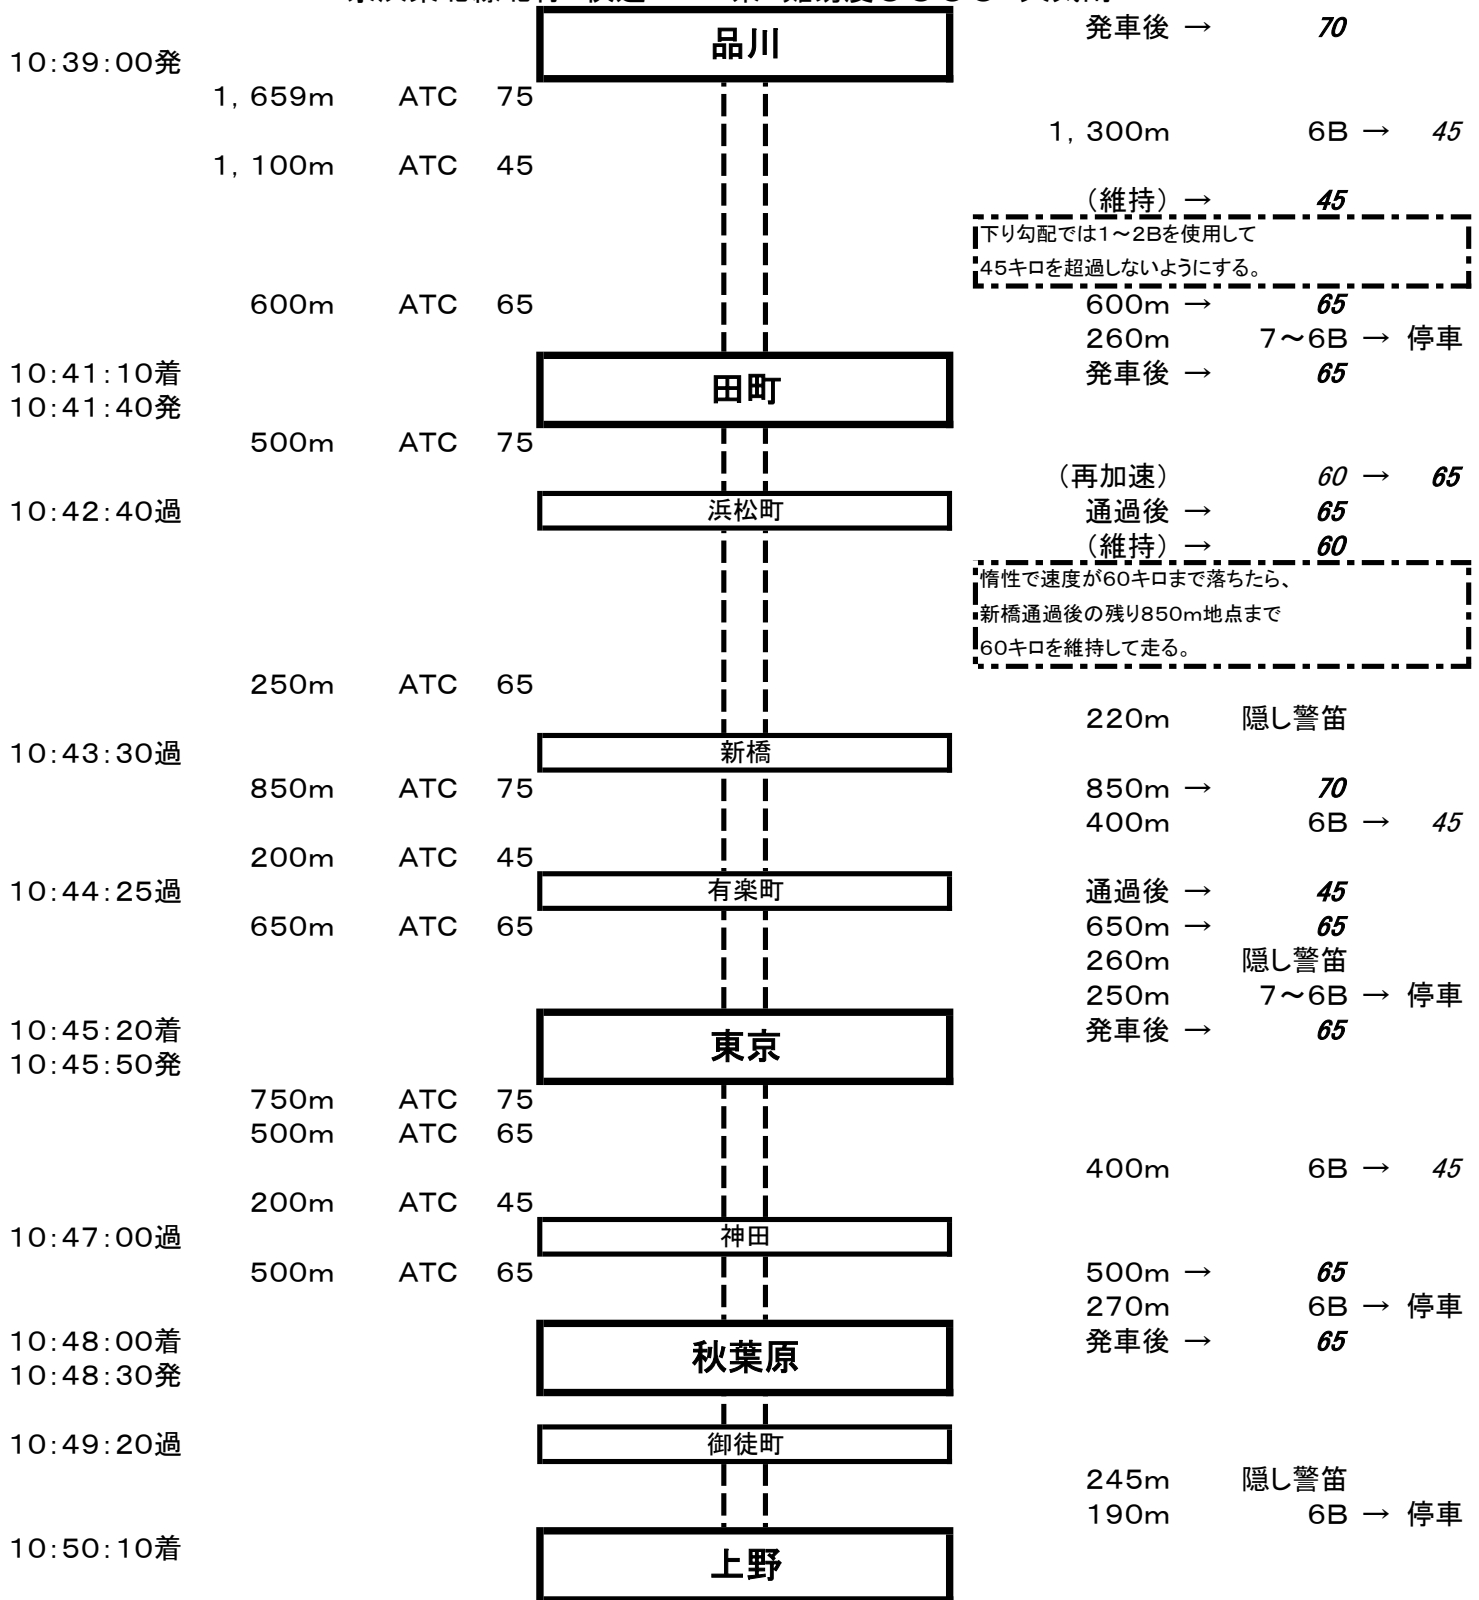 品川
発車後 → 70
10:39:00発
1,659m ATC 75
1,300m 6B → 45
1,100m ATC 45
(維持) → 45
下り勾配では1～2Bを使用して
45キロを超過しないようにする。
600m ATC 65
600m → 65
260m 7～6B → 停車
10:41:10着
田町
発車後 → 65
10:41:40発
500m ATC 75
(再加速) 60 → 65
10:42:40過
浜松町
通過後 → 65
(維持) → 60
惰性で速度が60キロまで落ちたら、
新橋通過後の残り850m地点まで
60キロを維持して走る。
250m ATC 65
220m 隠し警笛
10:43:30過
新橋
850m ATC 75
850m → 70
400m 6B → 45
200m ATC 45
10:44:25過
有楽町
通過後 → 45
650m ATC 65
650m → 65
260m 隠し警笛
250m 7～6B → 停車
10:45:20着
東京
発車後 → 65
10:45:50発
750m ATC 75
500m ATC 65
400m 6B → 45
200m ATC 45
10:47:00過
神田
500m ATC 65
500m → 65
270m 6B → 停車
10:48:00着
秋葉原
発車後 → 65
10:48:30発
10:49:20過
御徒町
245m 隠し警笛
190m 6B → 停車
10:50:10着
上野